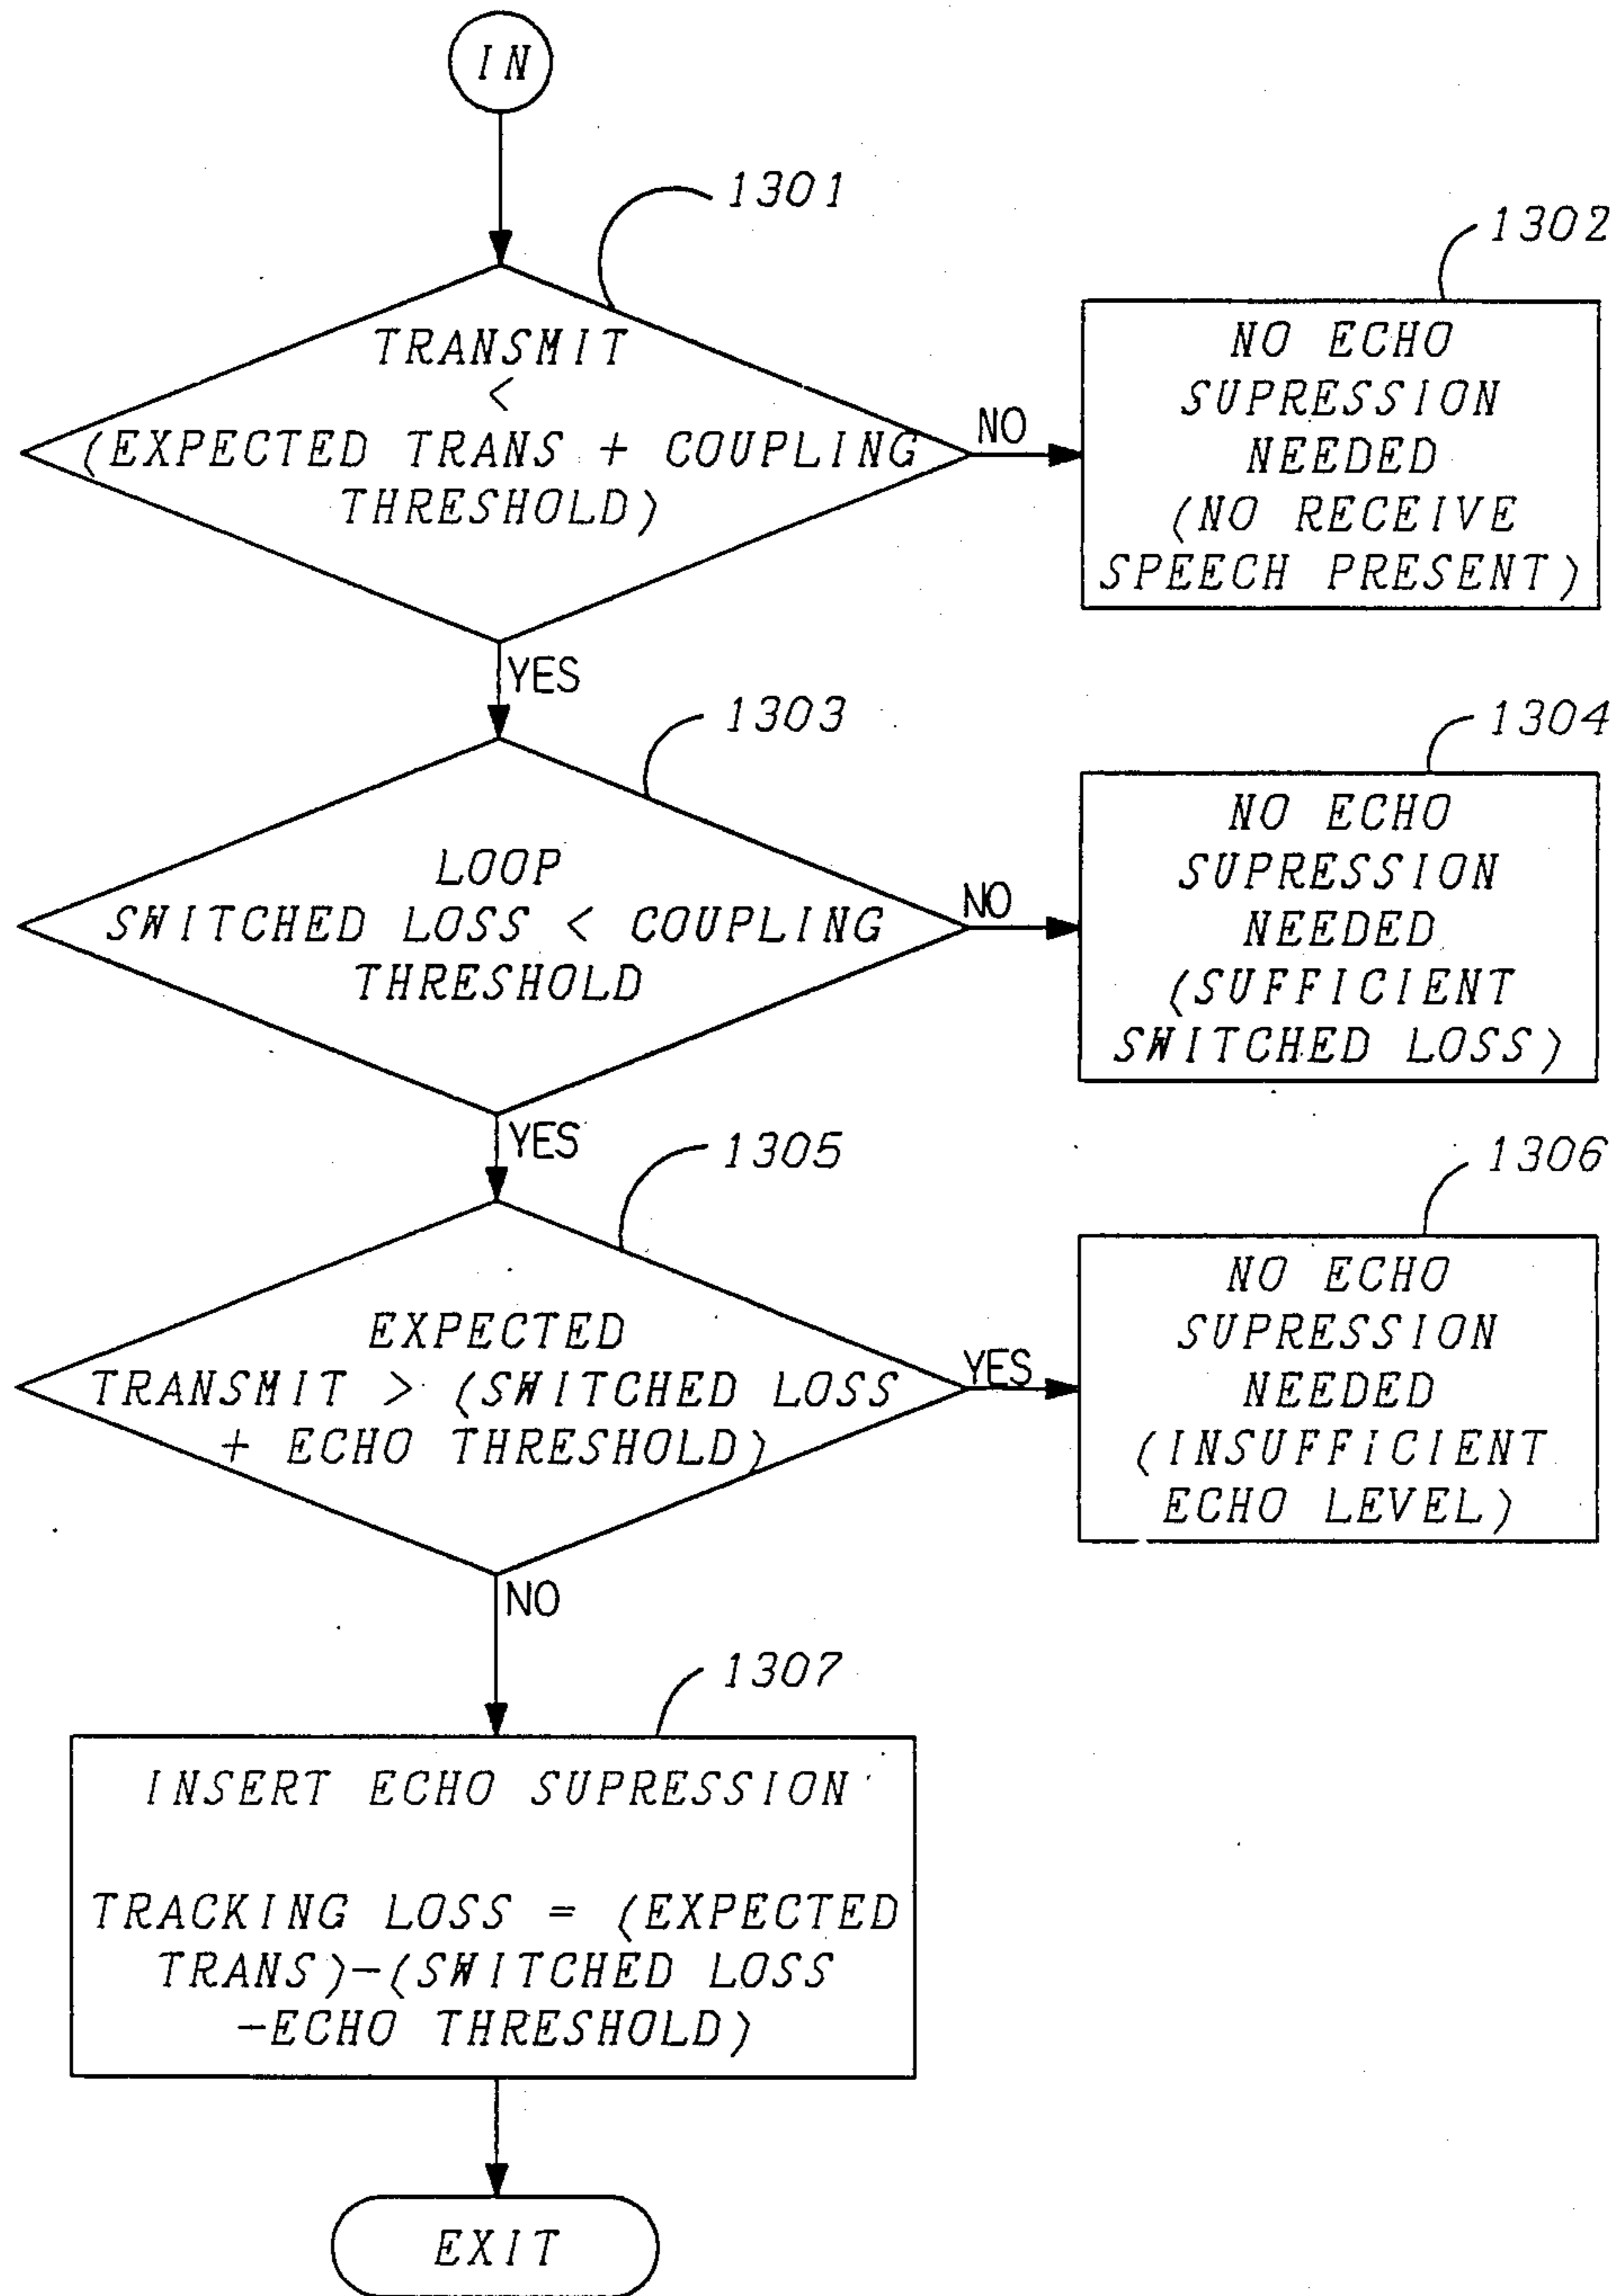 IN
1301
TRANSMIT
<
(EXPECTED TRANS + COUPLING
THRESHOLD)
NO
1302
NO ECHO
SUPRESSION
NEEDED
(NO RECEIVE
SPEECH PRESENT)
YES
1303
LOOP
SWITCHED LOSS < COUPLING
THRESHOLD
NO
1304
NO ECHO
SUPRESSION
NEEDED
(SUFFICIENT
SWITCHED LOSS)
YES
1305
EXPECTED
TRANSMIT > (SWITCHED LOSS
+ ECHO THRESHOLD)
YES
1306
NO ECHO
SUPRESSION
NEEDED
(INSUFFICIENT
ECHO LEVEL)
NO
1307
INSERT ECHO SUPRESSION
TRACKING LOSS = (EXPECTED
TRANS)-(SWITCHED LOSS
-ECHO THRESHOLD)
EXIT